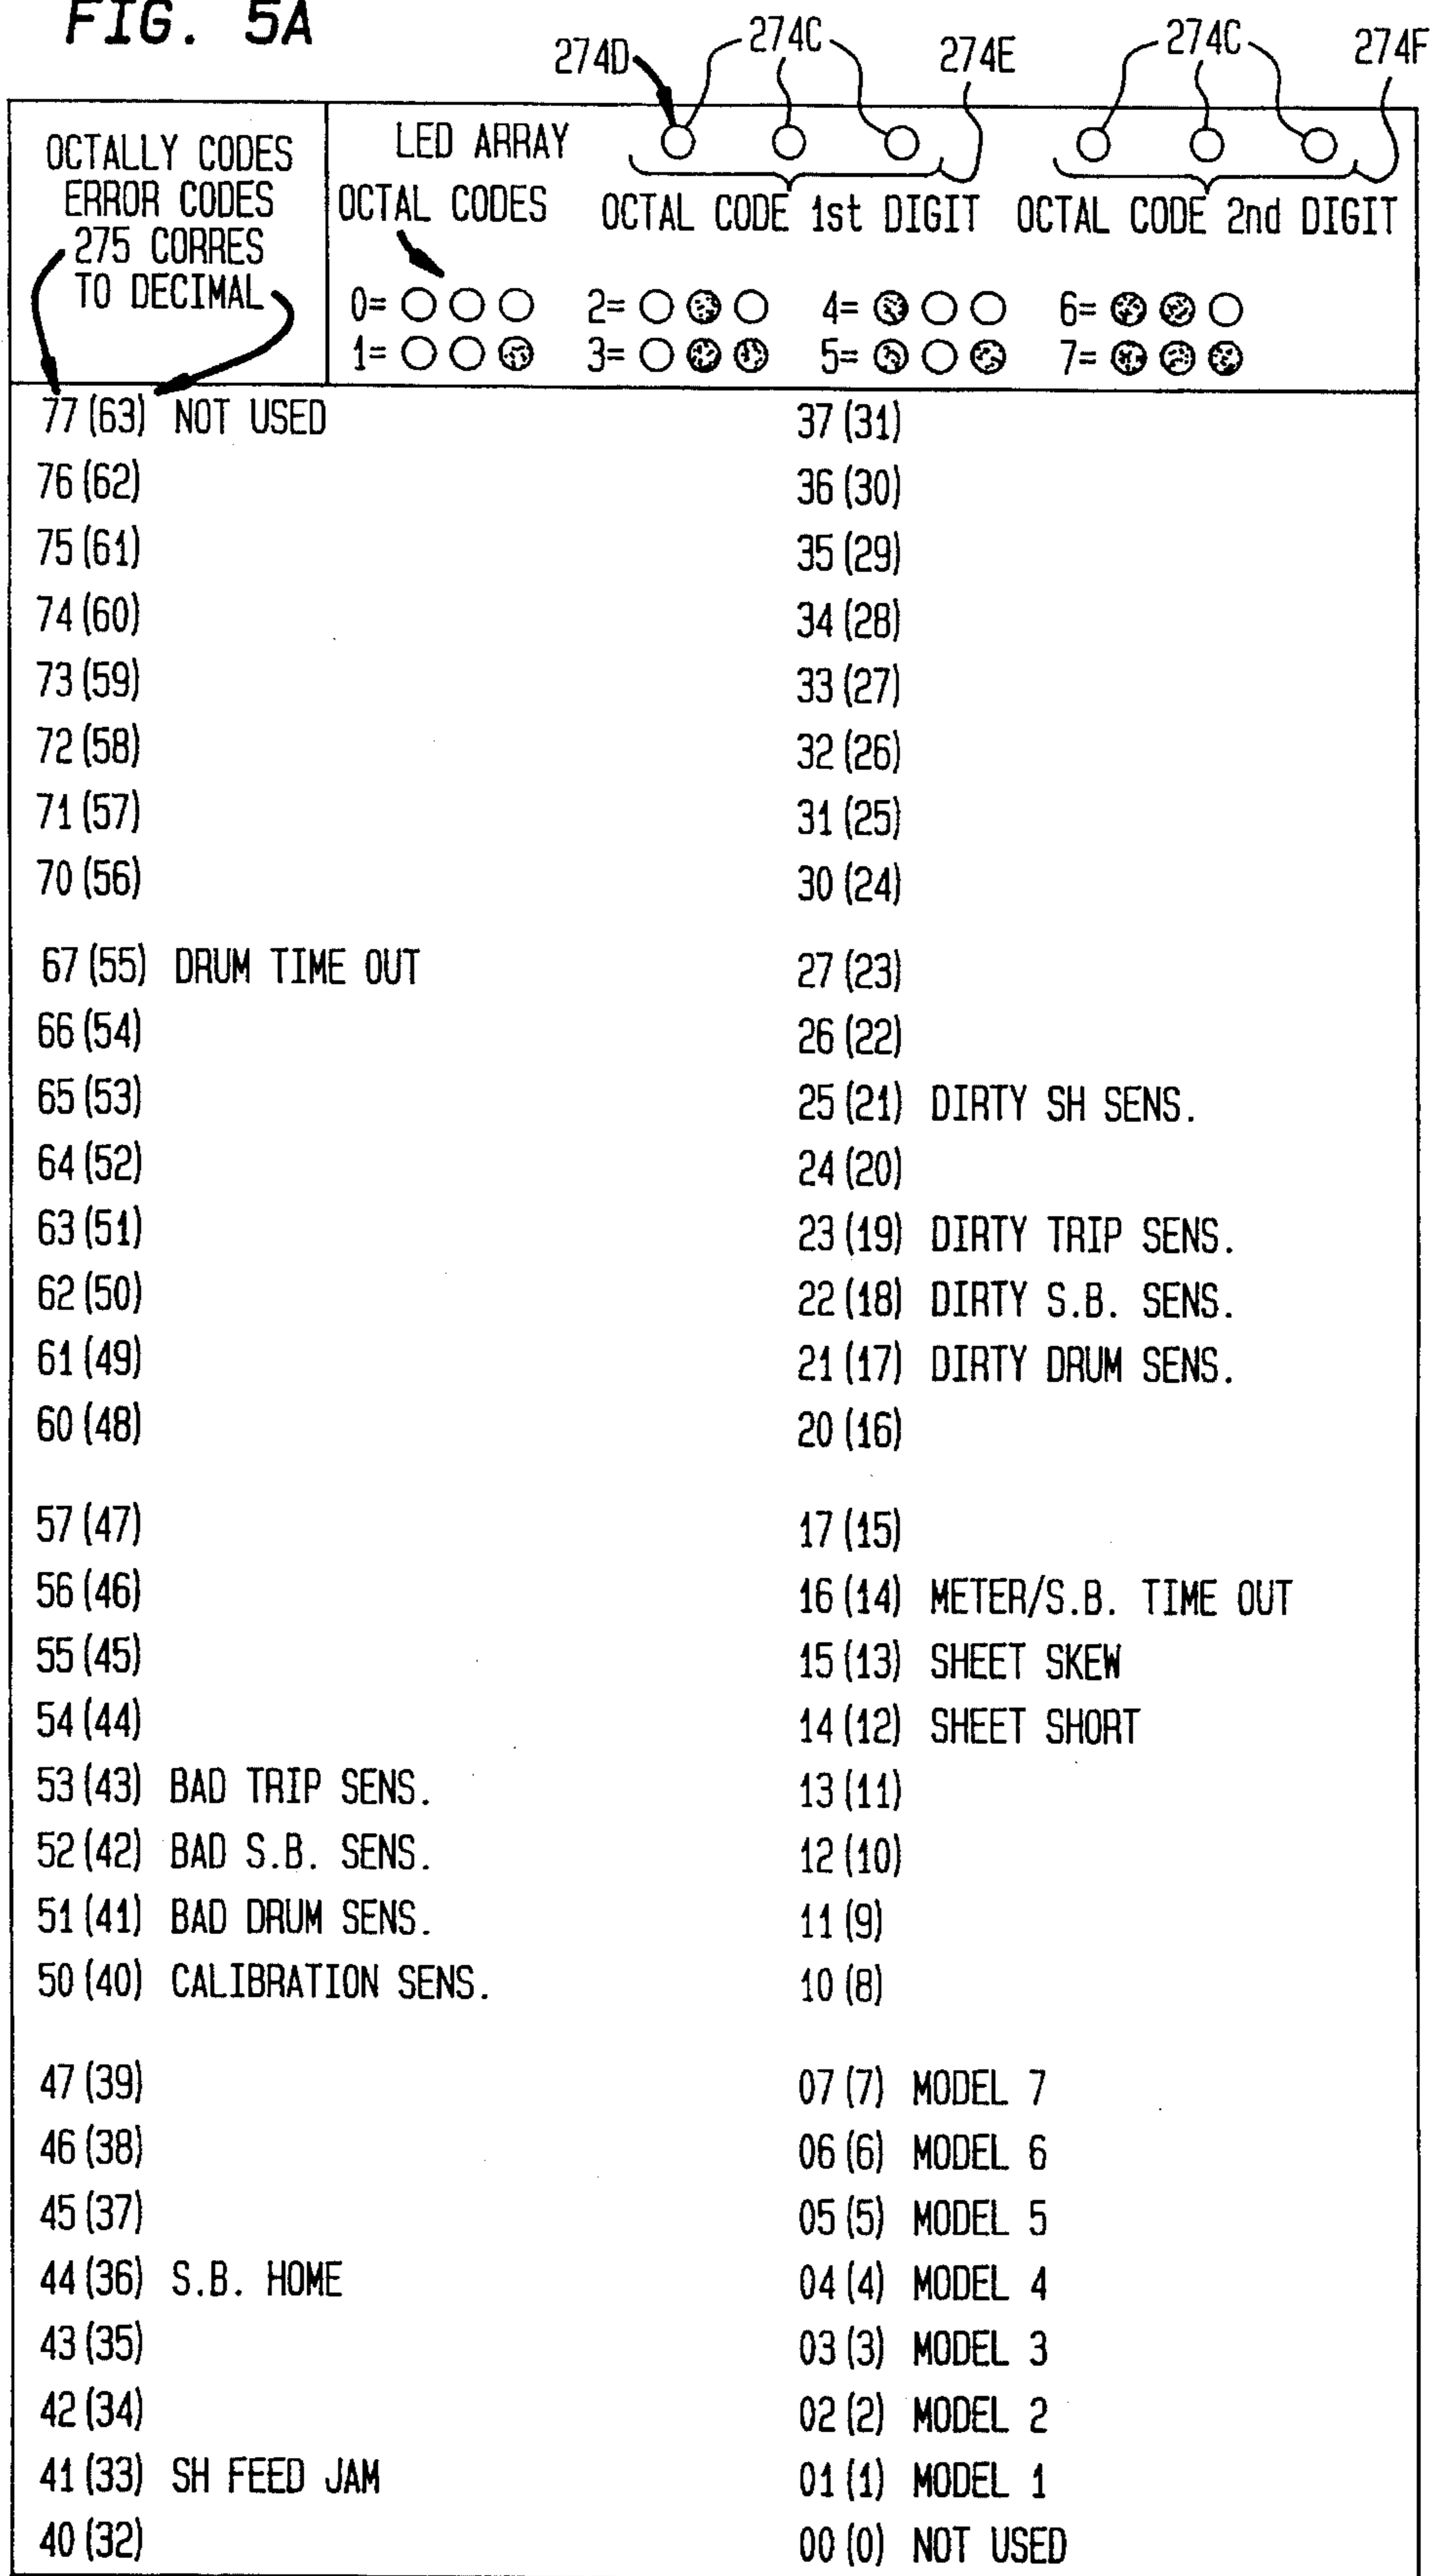 FIG. 5A
274D 274C 274E 274C 274F
OCTALLY CODES
ERROR CODES
275 CORRES
TO DECIMAL
LED ARRAY
OCTAL CODES
OCTAL CODE 1st DIGIT OCTAL CODE 2nd DIGIT
0= 2= 4= 6=
1= 3= 5= 7=
77 (63) NOT USED
76 (62)
75 (61)
74 (60)
73 (59)
72 (58)
71 (57)
70 (56)
67 (55) DRUM TIME OUT
66 (54)
65 (53)
64 (52)
63 (51)
62 (50)
61 (49)
60 (48)
57 (47)
56 (46)
55 (45)
54 (44)
53 (43) BAD TRIP SENS.
52 (42) BAD S.B. SENS.
51 (41) BAD DRUM SENS.
50 (40) CALIBRATION SENS.
47 (39)
46 (38)
45 (37)
44 (36) S.B. HOME
43 (35)
42 (34)
41 (33) SH FEED JAM
40 (32)
37 (31)
36 (30)
35 (29)
34 (28)
33 (27)
32 (26)
31 (25)
30 (24)
27 (23)
26 (22)
25 (21) DIRTY SH SENS.
24 (20)
23 (19) DIRTY TRIP SENS.
22 (18) DIRTY S.B. SENS.
21 (17) DIRTY DRUM SENS.
20 (16)
17 (15)
16 (14) METER/S.B. TIME OUT
15 (13) SHEET SKEW
14 (12) SHEET SHORT
13 (11)
12 (10)
11 (9)
10 (8)
07 (7) MODEL 7
06 (6) MODEL 6
05 (5) MODEL 5
04 (4) MODEL 4
03 (3) MODEL 3
02 (2) MODEL 2
01 (1) MODEL 1
00 (0) NOT USED